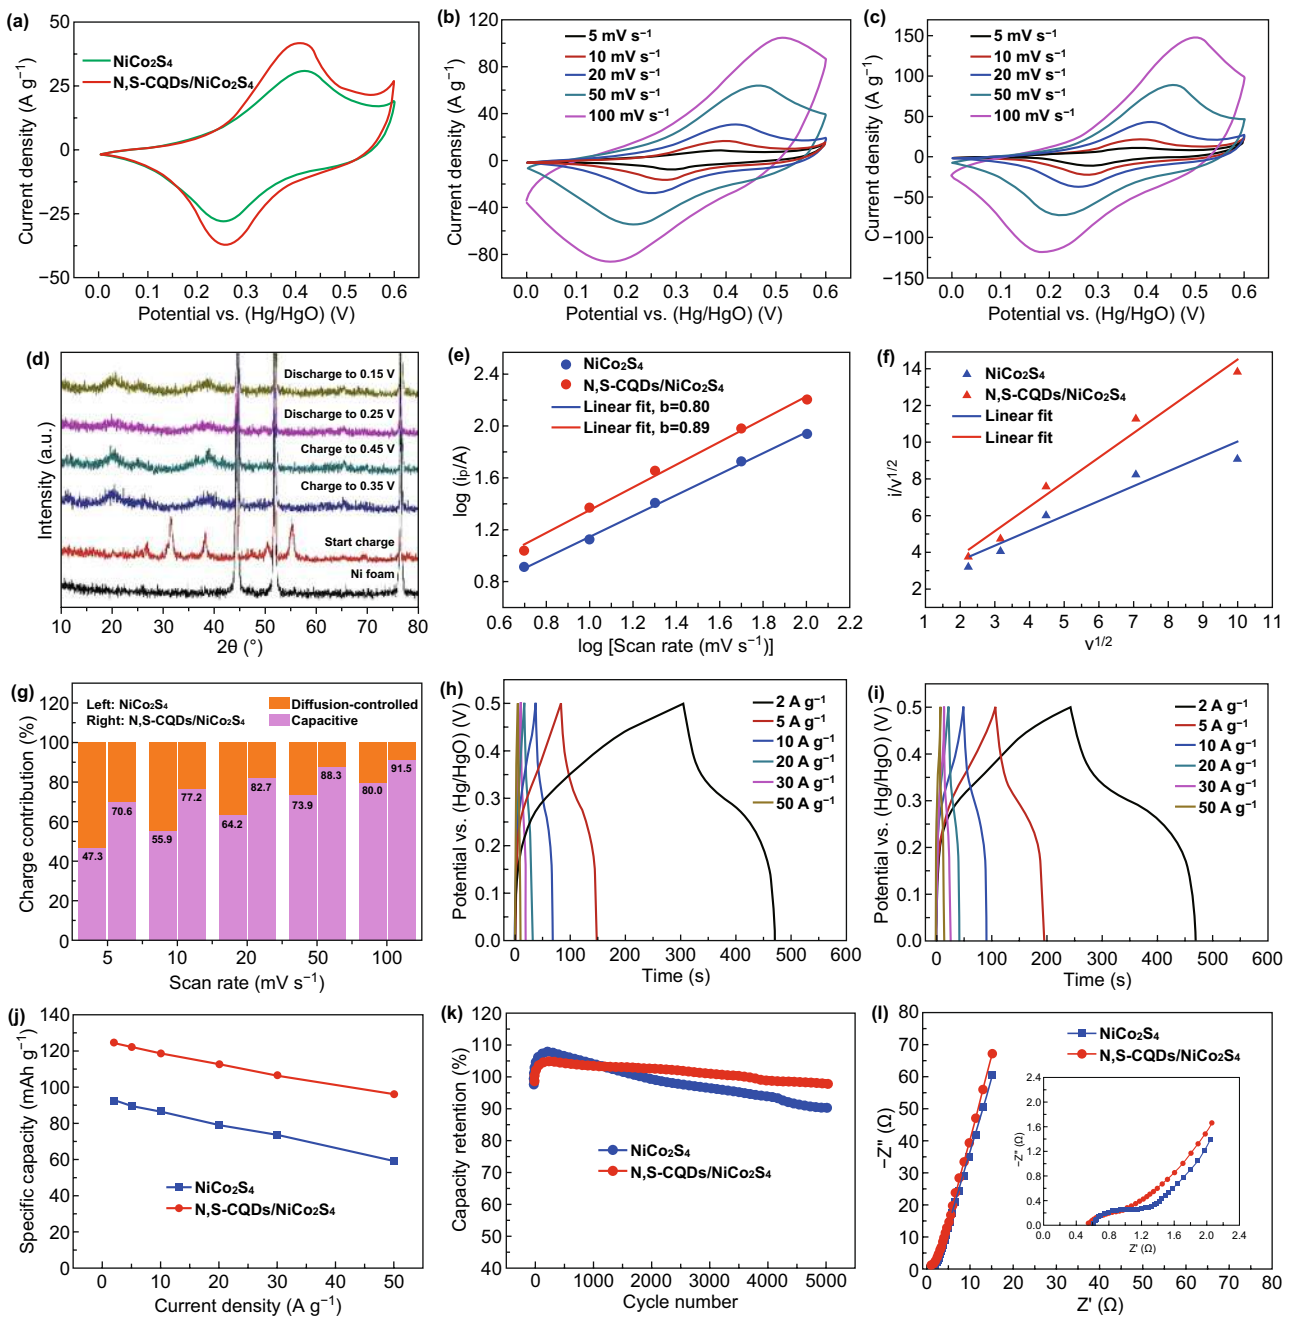 (a)
50
25
0
−25
−50
Current density (A g⁻¹)
NiCo₂S₄
N,S-CQDs/NiCo₂S₄
0.0 0.1 0.2 0.3 0.4 0.5 0.6
Potential vs. (Hg/HgO) (V)
(b)
120
80
40
0
−40
−80
Current density (A g⁻¹)
5 mV s⁻¹
10 mV s⁻¹
20 mV s⁻¹
50 mV s⁻¹
100 mV s⁻¹
0.0 0.1 0.2 0.3 0.4 0.5 0.6
Potential vs. (Hg/HgO) (V)
(c)
150
100
50
0
−50
−100
−150
Current density (A g⁻¹)
5 mV s⁻¹
10 mV s⁻¹
20 mV s⁻¹
50 mV s⁻¹
100 mV s⁻¹
0.0 0.1 0.2 0.3 0.4 0.5 0.6
Potential vs. (Hg/HgO) (V)
(d)
Intensity (a.u.)
Discharge to 0.15 V
Discharge to 0.25 V
Charge to 0.45 V
Charge to 0.35 V
Start charge
Ni foam
10 20 30 40 50 60 70 80
2θ (°)
(e)
2.4
2.0
1.6
1.2
0.8
log (iₚ/A)
NiCo₂S₄
N,S-CQDs/NiCo₂S₄
Linear fit, b=0.80
Linear fit, b=0.89
0.6 0.8 1.0 1.2 1.4 1.6 1.8 2.0 2.2
log [Scan rate (mV s⁻¹)]
(f)
14
12
10
8
6
4
2
i/v¹ᐟ²
NiCo₂S₄
N,S-CQDs/NiCo₂S₄
Linear fit
Linear fit
1 2 3 4 5 6 7 8 9 10 11
v¹ᐟ²
(g)
120
100
80
60
40
20
0
Charge contribution (%)
Left: NiCo₂S₄
Right: N,S-CQDs/NiCo₂S₄
Diffusion-controlled
Capacitive
47.3 70.6 55.9 77.2 64.2 82.7 73.9 88.3 80.0 91.5
5 10 20 50 100
Scan rate (mV s⁻¹)
(h)
0.5
0.4
0.3
0.2
0.1
0.0
Potential vs. (Hg/HgO) (V)
2 A g⁻¹
5 A g⁻¹
10 A g⁻¹
20 A g⁻¹
30 A g⁻¹
50 A g⁻¹
0 100 200 300 400 500 600
Time (s)
(i)
0.5
0.4
0.3
0.2
0.1
0.0
Potential vs. (Hg/HgO) (V)
2 A g⁻¹
5 A g⁻¹
10 A g⁻¹
20 A g⁻¹
30 A g⁻¹
50 A g⁻¹
0 100 200 300 400 500 600
Time (s)
(j)
140
120
100
80
60
40
20
0
Specific capacity (mAh g⁻¹)
NiCo₂S₄
N,S-CQDs/NiCo₂S₄
0 10 20 30 40 50
Current density (A g⁻¹)
(k)
120
110
100
90
80
70
60
50
40
Capacity retention (%)
NiCo₂S₄
N,S-CQDs/NiCo₂S₄
0 1000 2000 3000 4000 5000
Cycle number
(l)
80
70
60
50
40
30
20
10
0
−Z″ (Ω)
NiCo₂S₄
N,S-CQDs/NiCo₂S₄
2.4
2.0
1.6
1.2
0.8
0.4
0.0
−Z″ (Ω)
0.0 0.4 0.8 1.2 1.6 2.0 2.4
Z′ (Ω)
0 10 15 20 30 40 50 60 70 80
Z′ (Ω)